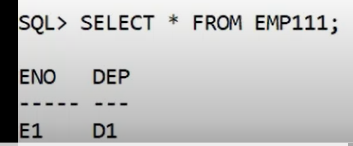 SQL> SELECT * FROM EMP111;
ENO DEP
----- ---
E1 D1